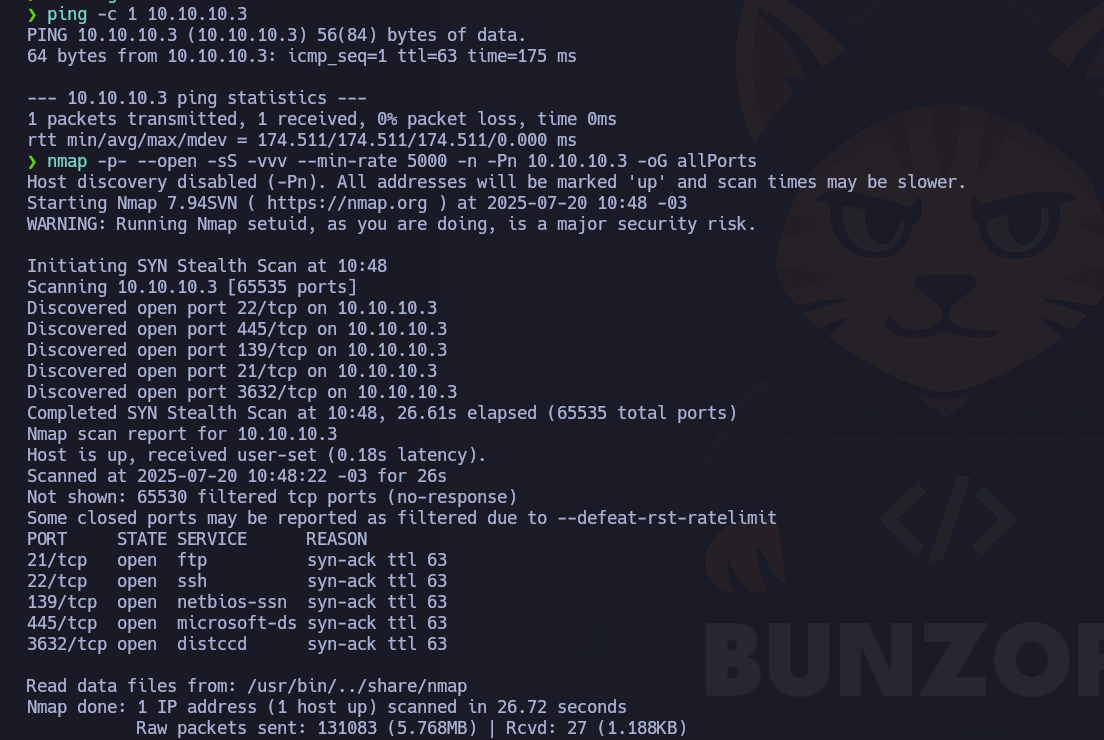 ❯ ping -c 1 10.10.10.3
PING 10.10.10.3 (10.10.10.3) 56(84) bytes of data.
64 bytes from 10.10.10.3: icmp_seq=1 ttl=63 time=175 ms
--- 10.10.10.3 ping statistics ---
1 packets transmitted, 1 received, 0% packet loss, time 0ms
rtt min/avg/max/mdev = 174.511/174.511/174.511/0.000 ms
❯ nmap -p- --open -sS -vvv --min-rate 5000 -n -Pn 10.10.10.3 -oG allPorts
Host discovery disabled (-Pn). All addresses will be marked 'up' and scan times may be slower.
Starting Nmap 7.94SVN ( https://nmap.org ) at 2025-07-20 10:48 -03
WARNING: Running Nmap setuid, as you are doing, is a major security risk.
Initiating SYN Stealth Scan at 10:48
Scanning 10.10.10.3 [65535 ports]
Discovered open port 22/tcp on 10.10.10.3
Discovered open port 445/tcp on 10.10.10.3
Discovered open port 139/tcp on 10.10.10.3
Discovered open port 21/tcp on 10.10.10.3
Discovered open port 3632/tcp on 10.10.10.3
Completed SYN Stealth Scan at 10:48, 26.61s elapsed (65535 total ports)
Nmap scan report for 10.10.10.3
Host is up, received user-set (0.18s latency).
Scanned at 2025-07-20 10:48:22 -03 for 26s
Not shown: 65530 filtered tcp ports (no-response)
Some closed ports may be reported as filtered due to --defeat-rst-ratelimit
PORT     STATE SERVICE      REASON
21/tcp   open  ftp          syn-ack ttl 63
22/tcp   open  ssh          syn-ack ttl 63
139/tcp  open  netbios-ssn  syn-ack ttl 63
445/tcp  open  microsoft-ds syn-ack ttl 63
3632/tcp open  distccd      syn-ack ttl 63
</>
BUNZO
Read data files from: /usr/bin/../share/nmap
Nmap done: 1 IP address (1 host up) scanned in 26.72 seconds
Raw packets sent: 131083 (5.768MB) | Rcvd: 27 (1.188KB)